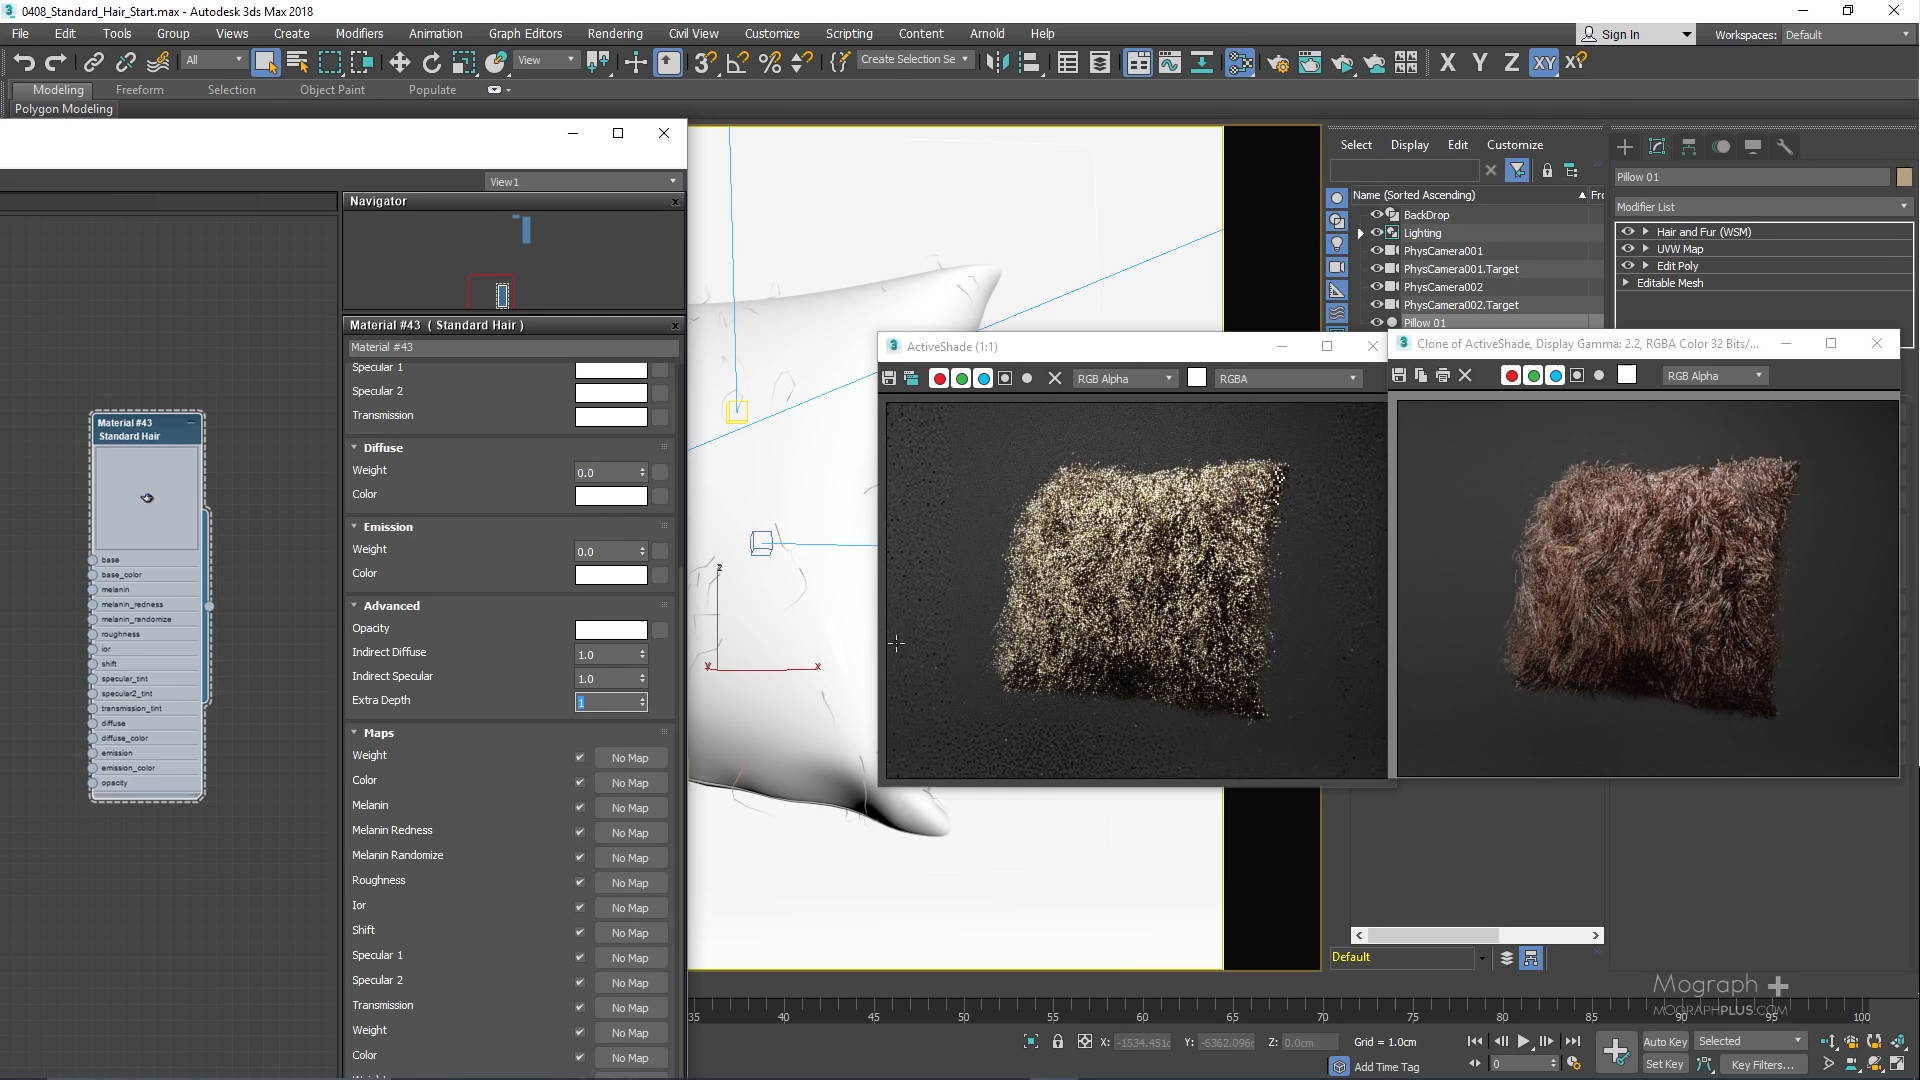 0408_Standard_Hair_Start.max - Autodesk 3ds Max 2018
File Edit Tools Group Views Create Modifiers Animation Graph Editors Rendering Civil View Customize Scripting Content Arnold Help
Sign In
Workspaces: Default
All
View
Create Selection Se
X Y Z XY
Modeling Freeform Selection Object Paint Populate
Polygon Modeling
View1
Navigator
Material #43 ( Standard Hair )
Material #43
Specular 1
Specular 2
Transmission
Diffuse
Weight 0.0
Color
Emission
Weight 0.0
Color
Advanced
Opacity
Indirect Diffuse 1.0
Indirect Specular 1.0
Extra Depth 1
Maps
Weight No Map
Color No Map
Melanin No Map
Melanin Redness No Map
Melanin Randomize No Map
Roughness No Map
Ior No Map
Shift No Map
Specular 1 No Map
Specular 2 No Map
Transmission No Map
Weight No Map
Color No Map
Material #43
Standard Hair
base
base_color
melanin
melanin_redness
melanin_randomize
roughness
ior
shift
specular_tint
specular2_tint
transmission_tint
diffuse
diffuse_color
emission
emission_color
opacity
z
y
x
ActiveShade (1:1)
RGB Alpha
RGBA
Clone of ActiveShade, Display Gamma: 2.2, RGBA Color 32 Bits/...
RGB Alpha
Select Display Edit Customize
Name (Sorted Ascending)
Fro
BackDrop
Lighting
PhysCamera001
PhysCamera001.Target
PhysCamera002
PhysCamera002.Target
Pillow 01
Pillow 01
Modifier List
Hair and Fur (WSM)
UVW Map
Edit Poly
Editable Mesh
Default
Mograph
MOGRAPHPLUS.COM
35 40 45 50 55 60 65 70 75 80 85 90 95 100
X: -1534.451c
Y: -6362.096c
Z: 0.0cm
Grid = 1.0cm
Add Time Tag
0
Auto Key
Selected
Set Key
Key Filters...